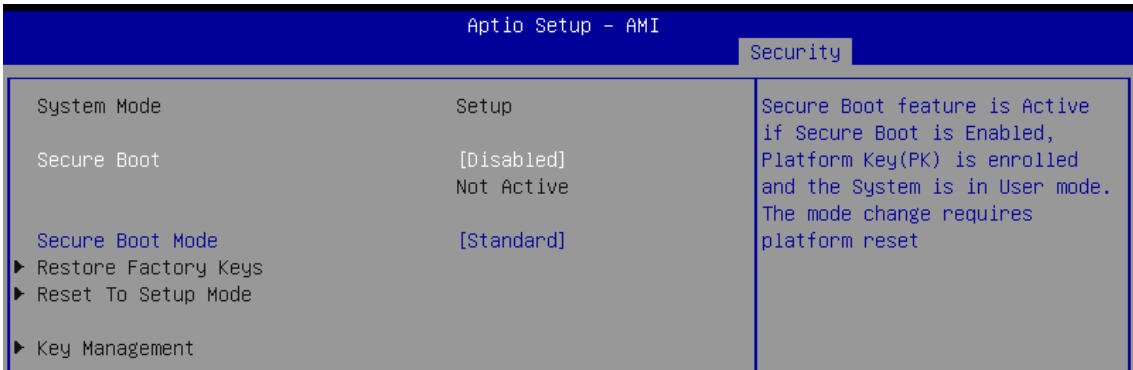 Aptio Setup – AMI
Security
System Mode Setup
Secure Boot [Disabled]
Not Active
Secure Boot Mode [Standard]
▶ Restore Factory Keys
▶ Reset To Setup Mode
▶ Key Management
Secure Boot feature is Active
if Secure Boot is Enabled,
Platform Key(PK) is enrolled
and the System is in User mode.
The mode change requires
platform reset